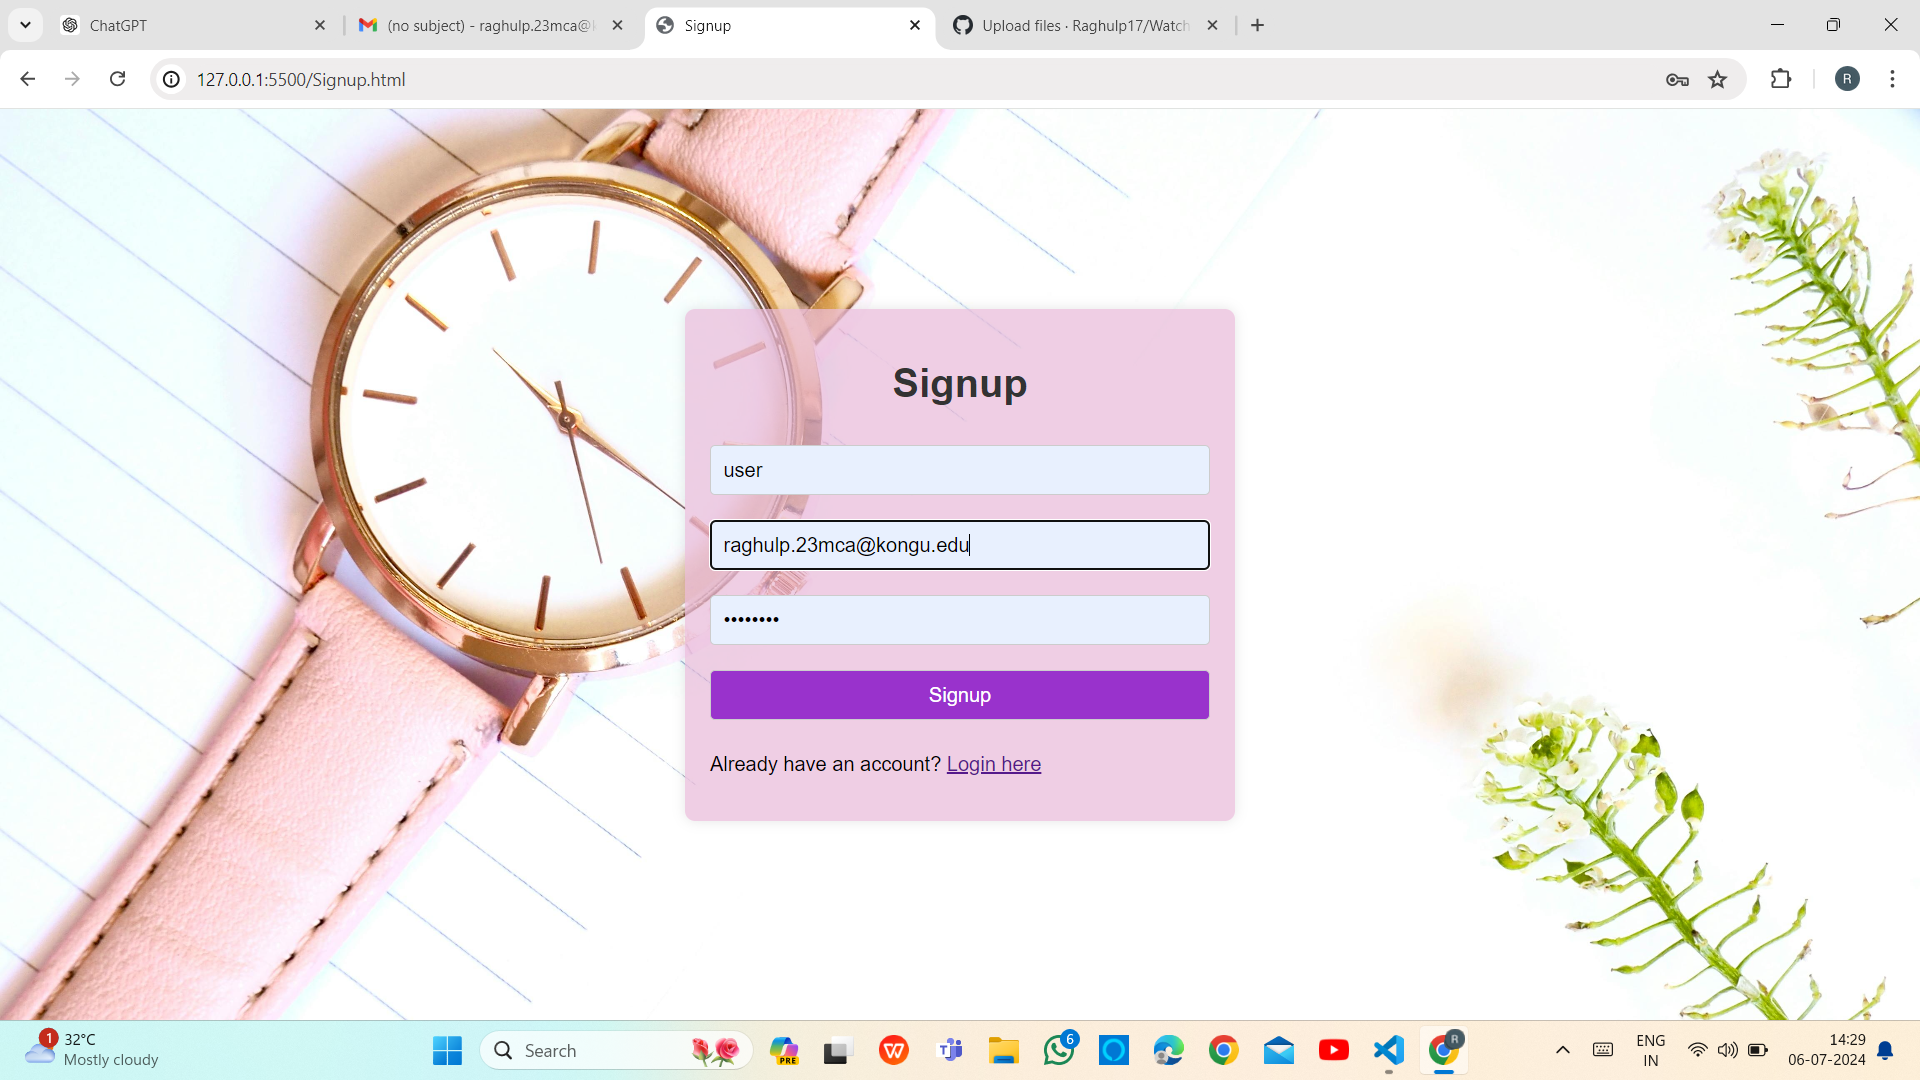 ChatGPT
(no subject) - raghulp.23mca@k
Signup
Upload files · Raghulp17/Watch
127.0.0.1:5500/Signup.html
R
Signup
user
raghulp.23mca@kongu.edu
••••••••
Signup
Already have an account? Login here
1
32°C
Mostly cloudy
Search
PRE
W
T
6
R
ENG
IN
14:29
06-07-2024